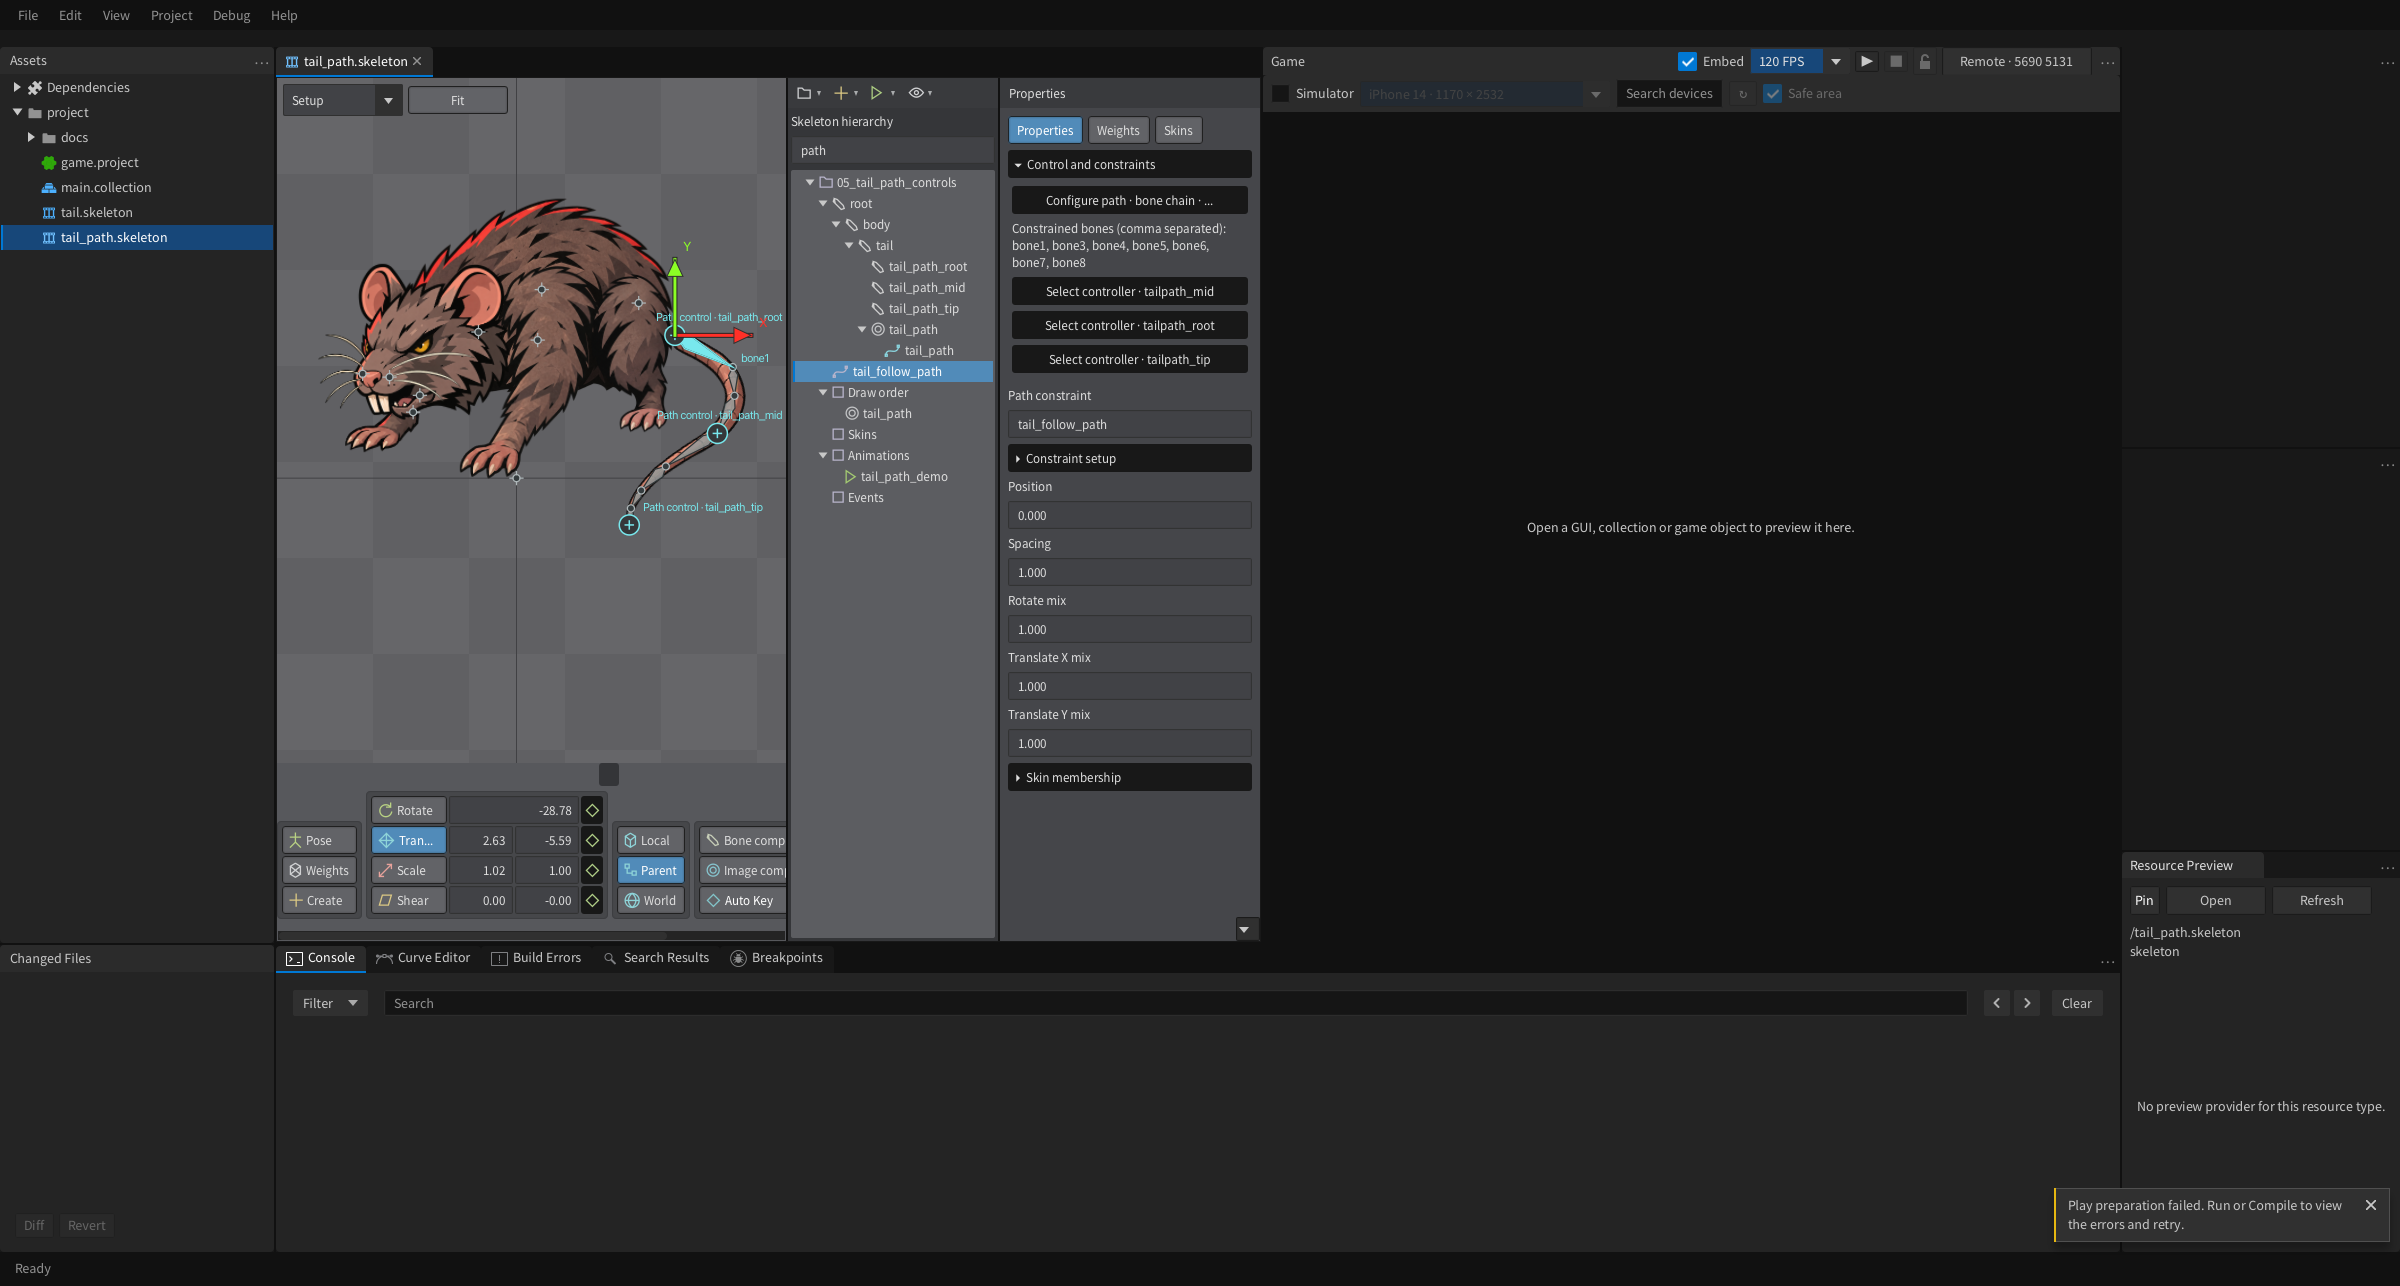 File Edit View Project Debug Help
Assets
Dependencies
project
docs
game.project
main.collection
tail.skeleton
tail_path.skeleton
tail_path.skeleton
Setup
Fit
Y
X
Path control · tail_path_root
bone1
Path control · tail_path_mid
Path control · tail_path_tip
Rotate -28.78
Pose Tran... 2.63 -5.59 Local Bone comp
Weights Scale 1.02 1.00 Parent Image comp
Create Shear 0.00 -0.00 World Auto Key
Skeleton hierarchy
path
05_tail_path_controls
root
body
tail
tail_path_root
tail_path_mid
tail_path_tip
tail_path
tail_path
tail_follow_path
Draw order
tail_path
Skins
Animations
tail_path_demo
Events
Properties
Properties Weights Skins
Control and constraints
Configure path · bone chain · ...
Constrained bones (comma separated):
bone1, bone3, bone4, bone5, bone6,
bone7, bone8
Select controller · tailpath_mid
Select controller · tailpath_root
Select controller · tailpath_tip
Path constraint
tail_follow_path
Constraint setup
Position
0.000
Spacing
1.000
Rotate mix
1.000
Translate X mix
1.000
Translate Y mix
1.000
Skin membership
Game Embed 120 FPS Remote · 5690 5131
Simulator iPhone 14 · 1170 × 2532 Search devices Safe area
Open a GUI, collection or game object to preview it here.
Resource Preview
Pin Open Refresh
/tail_path.skeleton
skeleton
No preview provider for this resource type.
Changed Files
Diff Revert
Console Curve Editor Build Errors Search Results Breakpoints
Filter Search Clear
Play preparation failed. Run or Compile to view
the errors and retry.
Ready